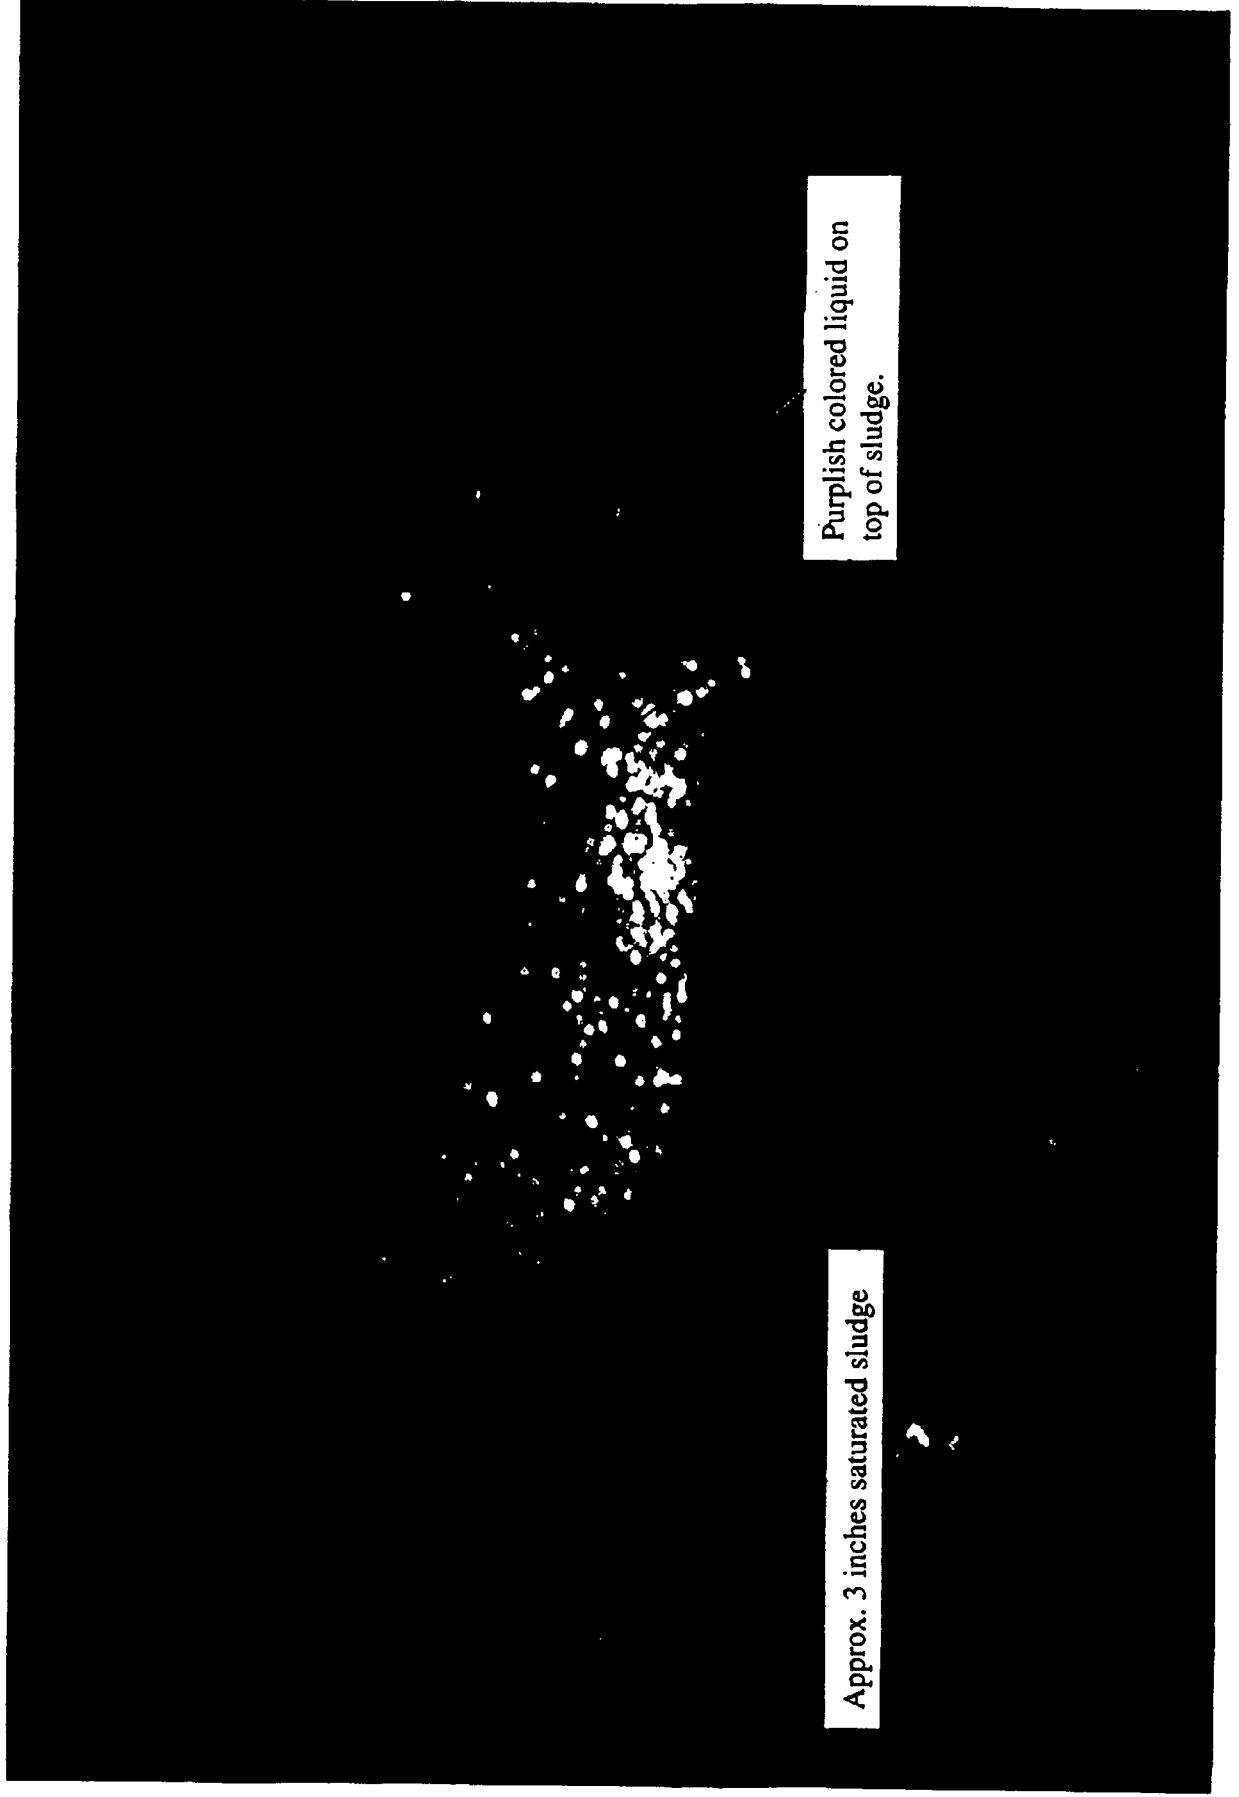 Approx. 3 inches saturated sludge
Purplish colored liquid on
top of sludge.